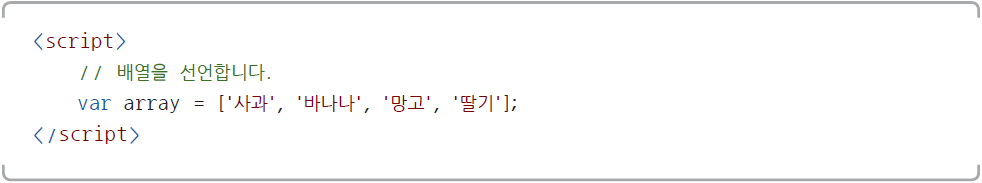 <script>
// 배열을 선언합니다.
var array = ['사과', '바나나', '망고', '딸기'];
</script>